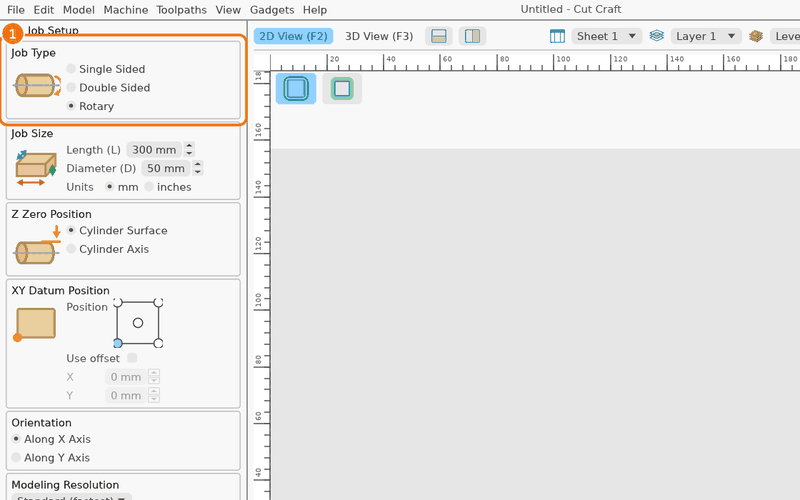 File Edit Model Machine Toolpaths View Gadgets Help Untitled - Cut Craft
1 Job Setup
2D View (F2) 3D View (F3) Sheet 1 Layer 1
Job Type
Single Sided
Double Sided
Rotary
Job Size
Length (L) 300 mm
Diameter (D) 50 mm
Units mm inches
Z Zero Position
Cylinder Surface
Cylinder Axis
XY Datum Position
Position
Use offset
X 0 mm
Y 0 mm
Orientation
Along X Axis
Along Y Axis
Modeling Resolution
Standard (fastest)
20 40 60 80 100 120 140 160 180
160
140
120
100
80
60
40